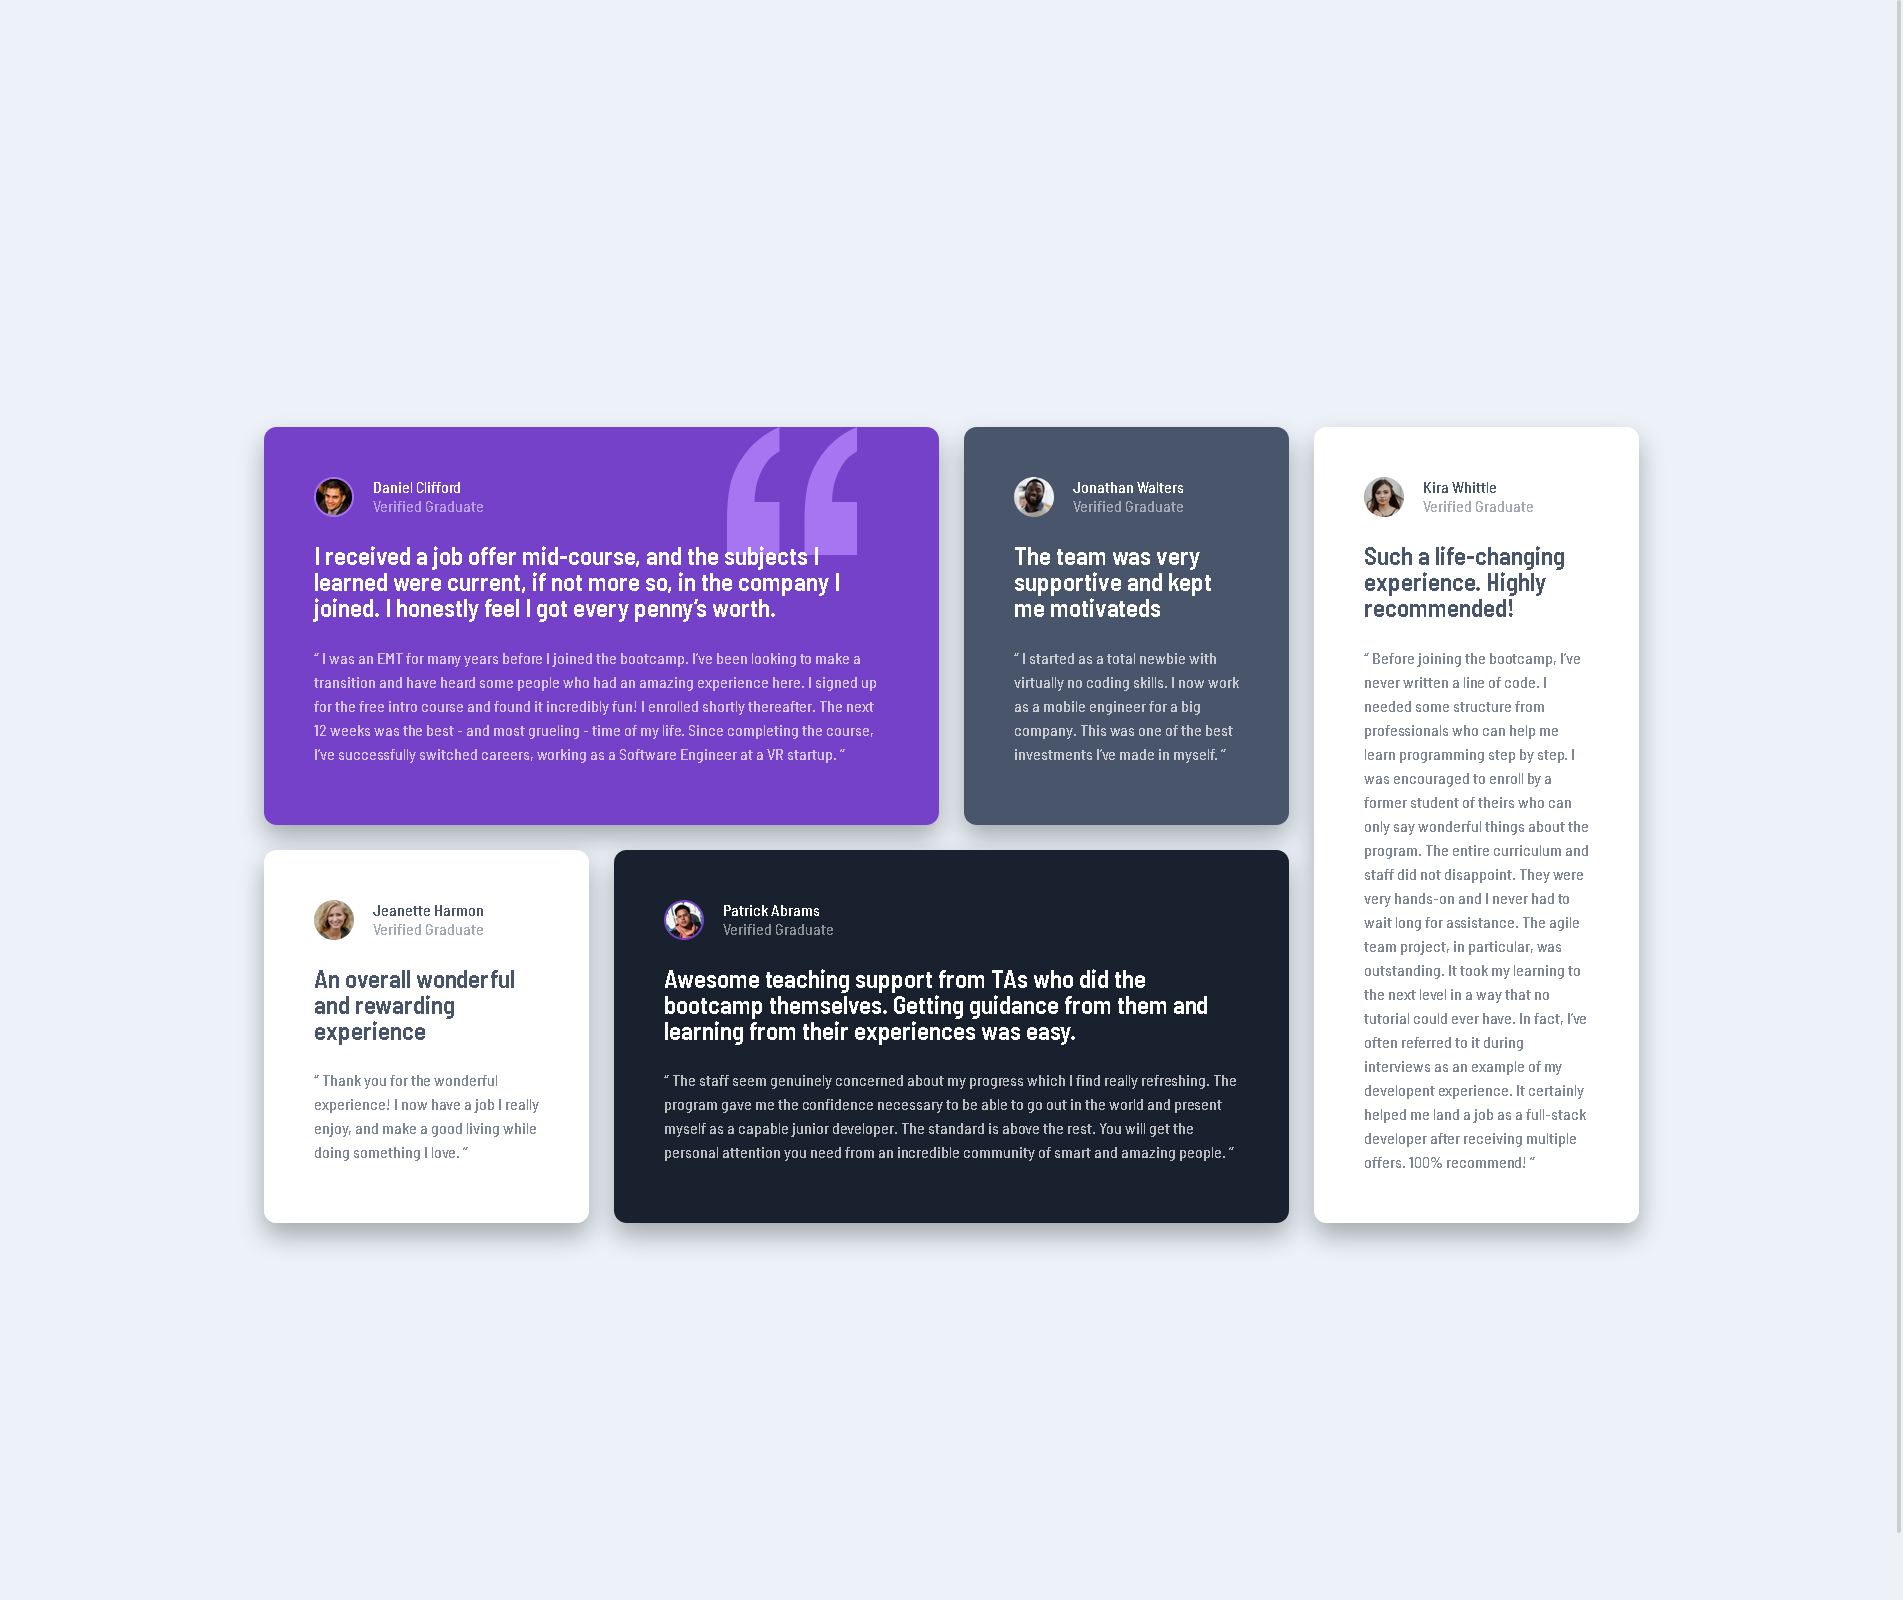 Daniel Clifford
Verified Graduate
I received a job offer mid-course, and the subjects I
learned were current, if not more so, in the company I
joined. I honestly feel I got every penny’s worth.
“ I was an EMT for many years before I joined the bootcamp. I’ve been looking to make a
transition and have heard some people who had an amazing experience here. I signed up
for the free intro course and found it incredibly fun! I enrolled shortly thereafter. The next
12 weeks was the best - and most grueling - time of my life. Since completing the course,
I’ve successfully switched careers, working as a Software Engineer at a VR startup. ”
Jonathan Walters
Verified Graduate
The team was very
supportive and kept
me motivateds
“ I started as a total newbie with
virtually no coding skills. I now work
as a mobile engineer for a big
company. This was one of the best
investments I’ve made in myself. ”
Kira Whittle
Verified Graduate
Such a life-changing
experience. Highly
recommended!
“ Before joining the bootcamp, I’ve
never written a line of code. I
needed some structure from
professionals who can help me
learn programming step by step. I
was encouraged to enroll by a
former student of theirs who can
only say wonderful things about the
program. The entire curriculum and
staff did not disappoint. They were
very hands-on and I never had to
wait long for assistance. The agile
team project, in particular, was
outstanding. It took my learning to
the next level in a way that no
tutorial could ever have. In fact, I’ve
often referred to it during
interviews as an example of my
developent experience. It certainly
helped me land a job as a full-stack
developer after receiving multiple
offers. 100% recommend! ”
Jeanette Harmon
Verified Graduate
An overall wonderful
and rewarding
experience
“ Thank you for the wonderful
experience! I now have a job I really
enjoy, and make a good living while
doing something I love. ”
Patrick Abrams
Verified Graduate
Awesome teaching support from TAs who did the
bootcamp themselves. Getting guidance from them and
learning from their experiences was easy.
“ The staff seem genuinely concerned about my progress which I find really refreshing. The
program gave me the confidence necessary to be able to go out in the world and present
myself as a capable junior developer. The standard is above the rest. You will get the
personal attention you need from an incredible community of smart and amazing people. ”